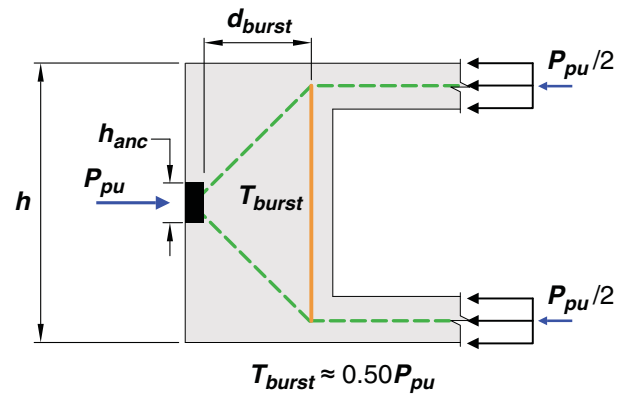 d_burst
P_pu/2
h_anc
P_pu
h
T_burst
P_pu/2
T_burst ≈ 0.50P_pu